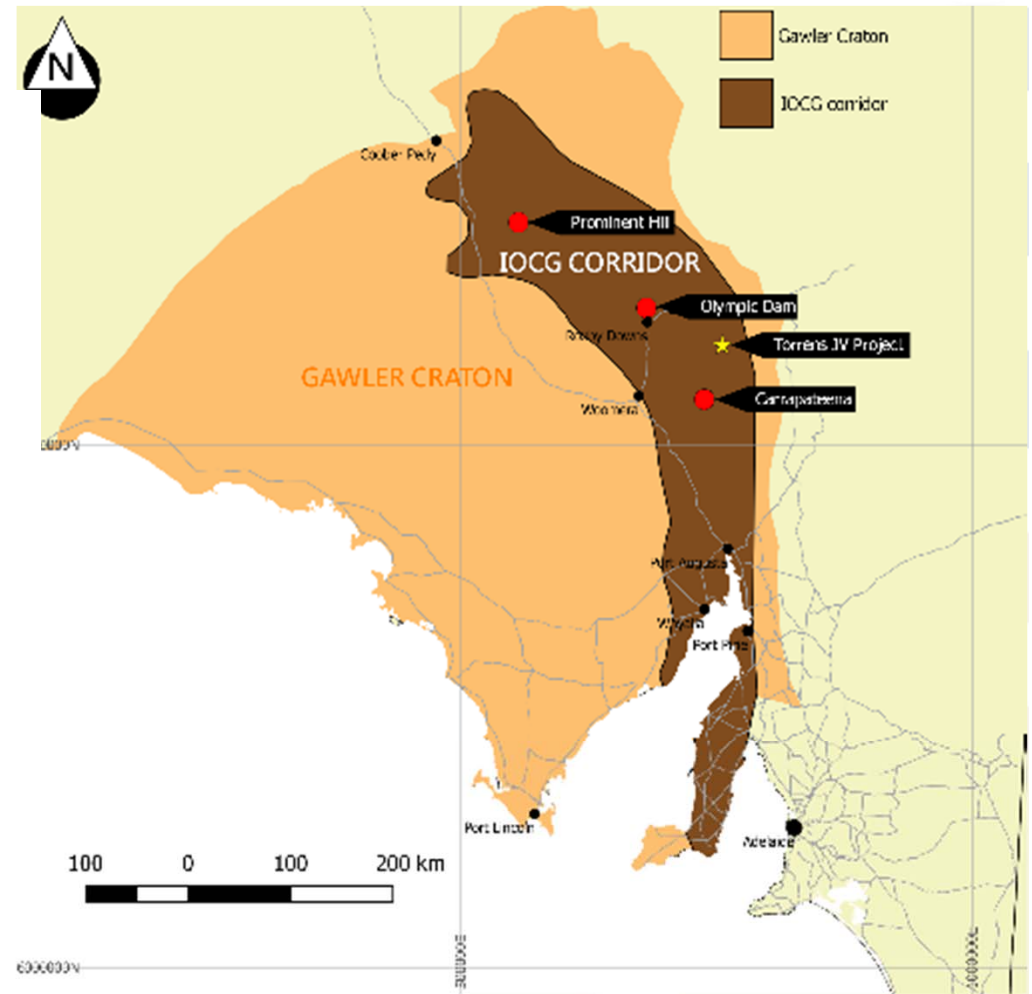 N
Gawler Craton
IOCG corridor
Coober Pedy
Prominent Hill
IOCG CORRIDOR
Olympic Dam
Roxby Downs
Torrens JV Project
GAWLER CRATON
Carrapateena
Woomera
Port Augusta
Whyalla
Port Pirie
Port Lincoln
Adelaide
100 0 100 200 km
6000000N